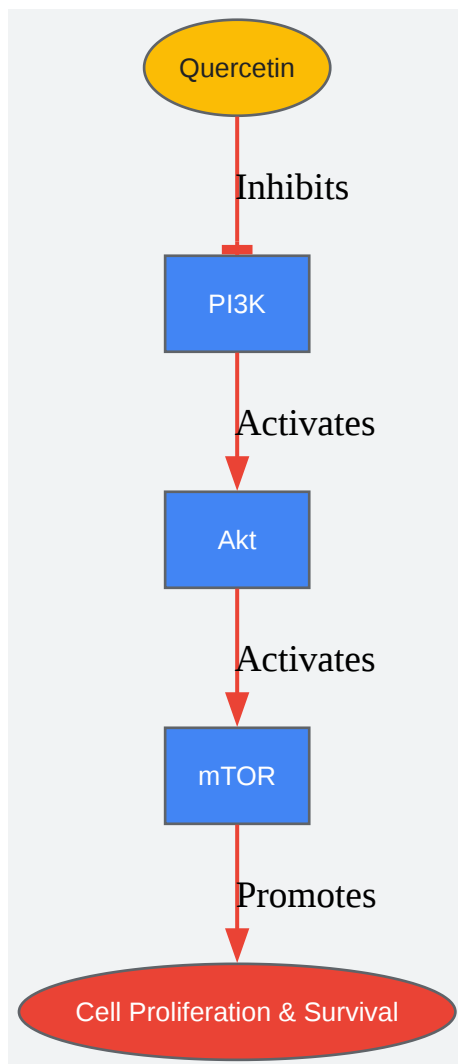 Quercetin
Inhibits
PI3K
Activates
Akt
Activates
mTOR
Promotes
Cell Proliferation & Survival